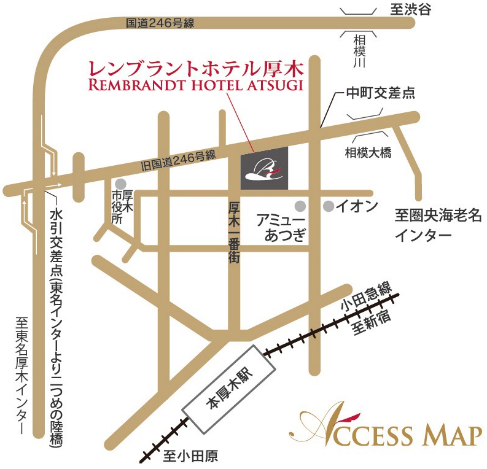 至渋谷
国道246号線
相模川
レンブラントホテル厚木
REMBRANDT HOTEL ATSUGI
中町交差点
旧国道246号線
相模大橋
厚木
市役所
厚木一番街
アミュー
あつぎ
イオン
至圏央海老名
インター
水引交差点(東名インターより二つめの陸橋)
至東名厚木インター
小田急線
至新宿
本厚木駅
至小田原
ACCESS MAP